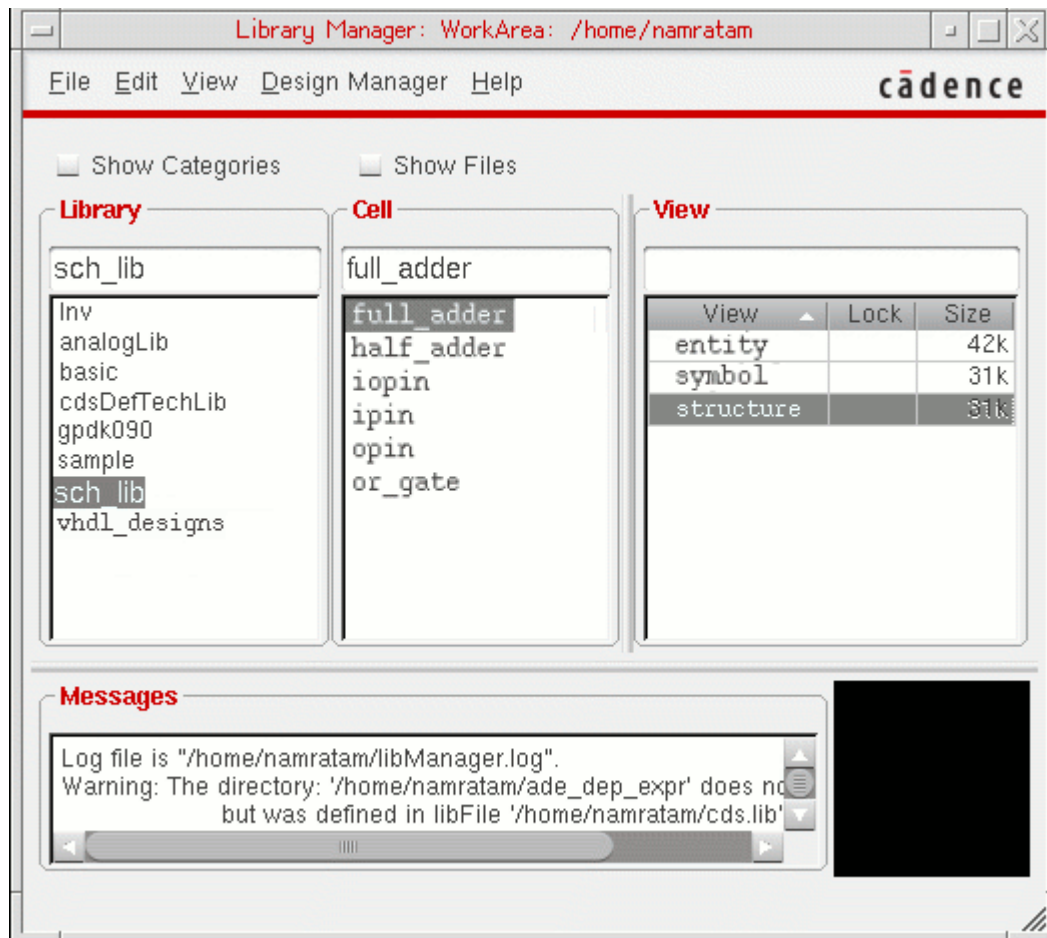 Library Manager: WorkArea: /home/namratam
File Edit View Design Manager Help
cādence
Show Categories
Show Files
Library
sch_lib
Inv
analogLib
basic
cdsDefTechLib
gpdk090
sample
sch_lib
vhdl_designs
Cell
full_adder
full_adder
half_adder
iopin
ipin
opin
or_gate
View
View Lock Size
entity 42k
symbol 31k
structure 31k
Messages
Log file is "/home/namratam/libManager.log".
Warning: The directory: '/home/namratam/ade_dep_expr' does no
but was defined in libFile '/home/namratam/cds.lib'